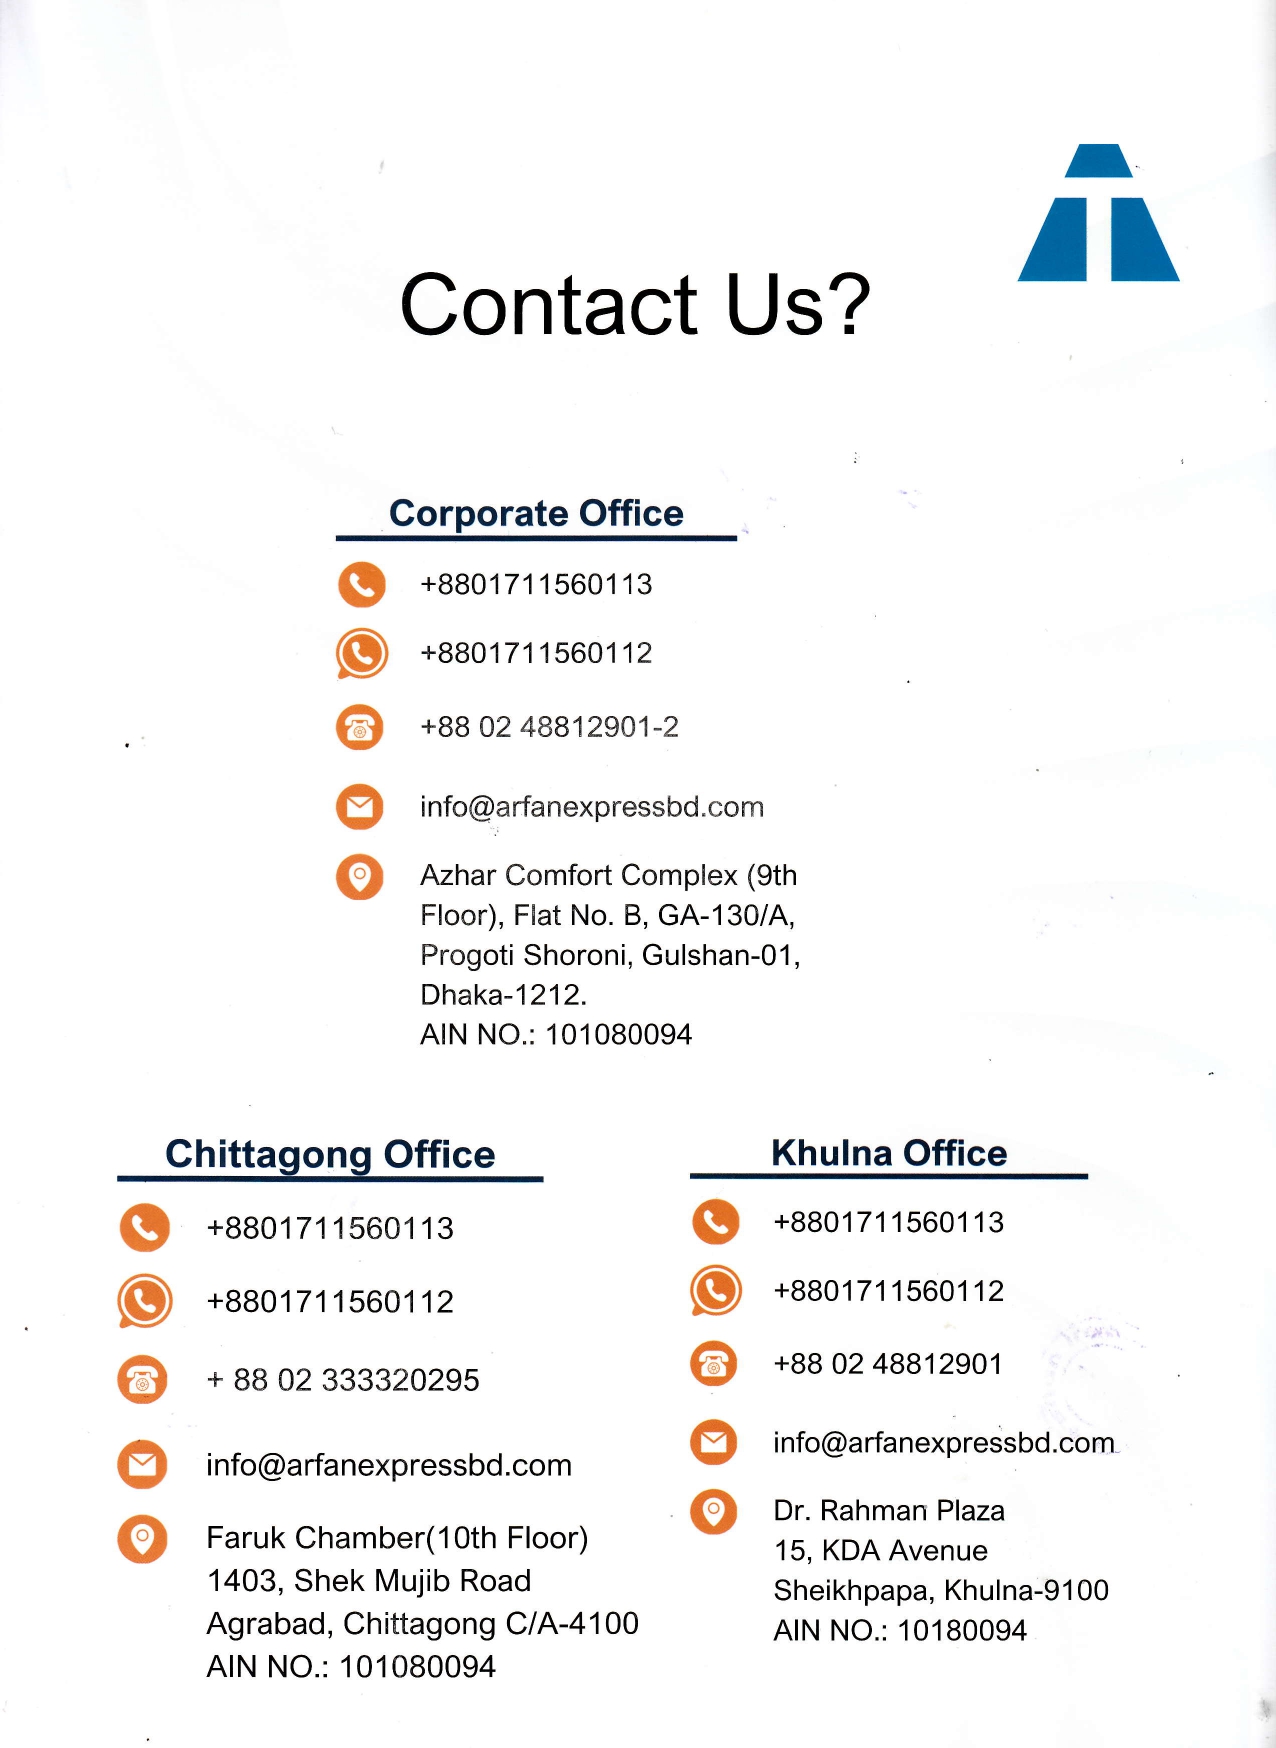 Contact Us?
Corporate Office
+8801711560113
+8801711560112
+88 02 48812901-2
info@arfanexpressbd.com
Azhar Comfort Complex (9th
Floor), Flat No. B, GA-130/A,
Progoti Shoroni, Gulshan-01,
Dhaka-1212.
AIN NO.: 101080094
Chittagong Office
+8801711560113
+8801711560112
+ 88 02 333320295
info@arfanexpressbd.com
Faruk Chamber(10th Floor)
1403, Shek Mujib Road
Agrabad, Chittagong C/A-4100
AIN NO.: 101080094
Khulna Office
+8801711560113
+8801711560112
+88 02 48812901
info@arfanexpressbd.com
Dr. Rahman Plaza
15, KDA Avenue
Sheikhpapa, Khulna-9100
AIN NO.: 10180094